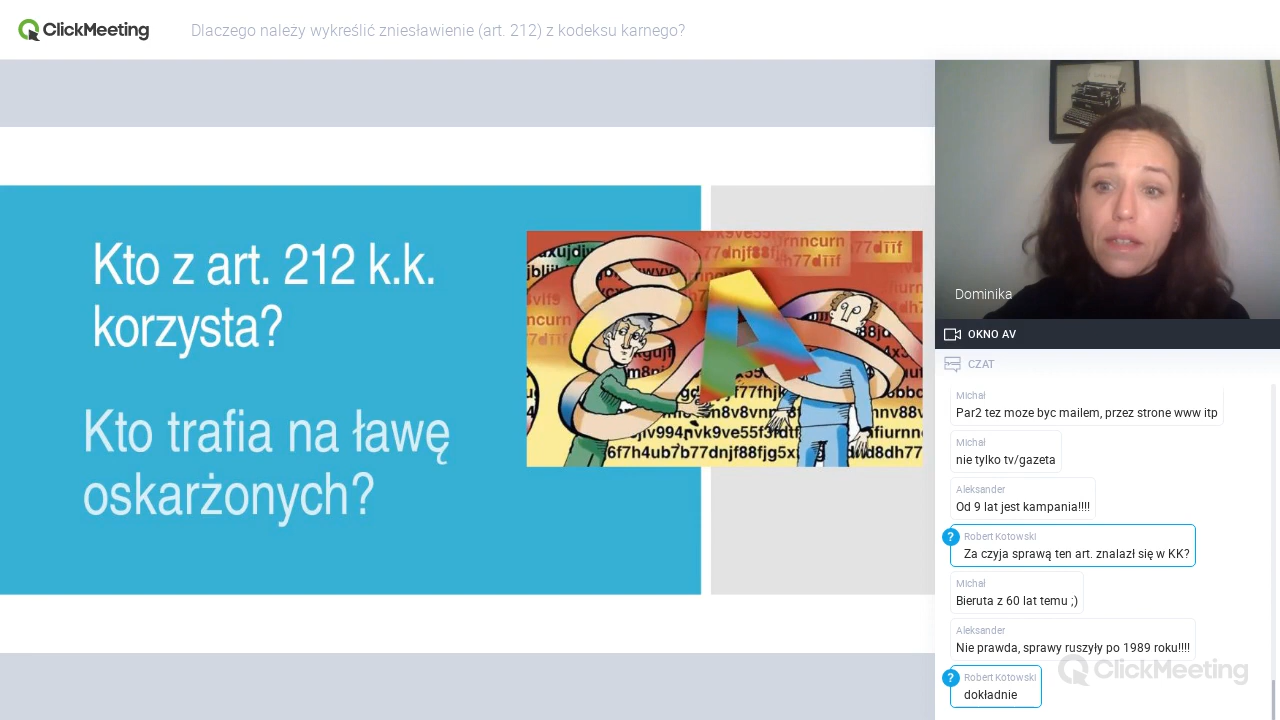 ClickMeeting
Dlaczego należy wykreślić zniesławienie (art. 212) z kodeksu karnego?
Kto z art. 212 k.k.
korzysta?
Kto trafia na ławę
oskarżonych?
A
Dominika
OKNO AV
CZAT
Michał
Par2 tez moze byc mailem, przez strone www itp
Michał
nie tylko tv/gazeta
Aleksander
Od 9 lat jest kampania!!!!
?
Robert Kotowski
Za czyja sprawą ten art. znalazł się w KK?
Michał
Bieruta z 60 lat temu ;)
Aleksander
Nie prawda, sprawy ruszyły po 1989 roku!!!!
?
Robert Kotowski
dokładnie
ClickMeeting